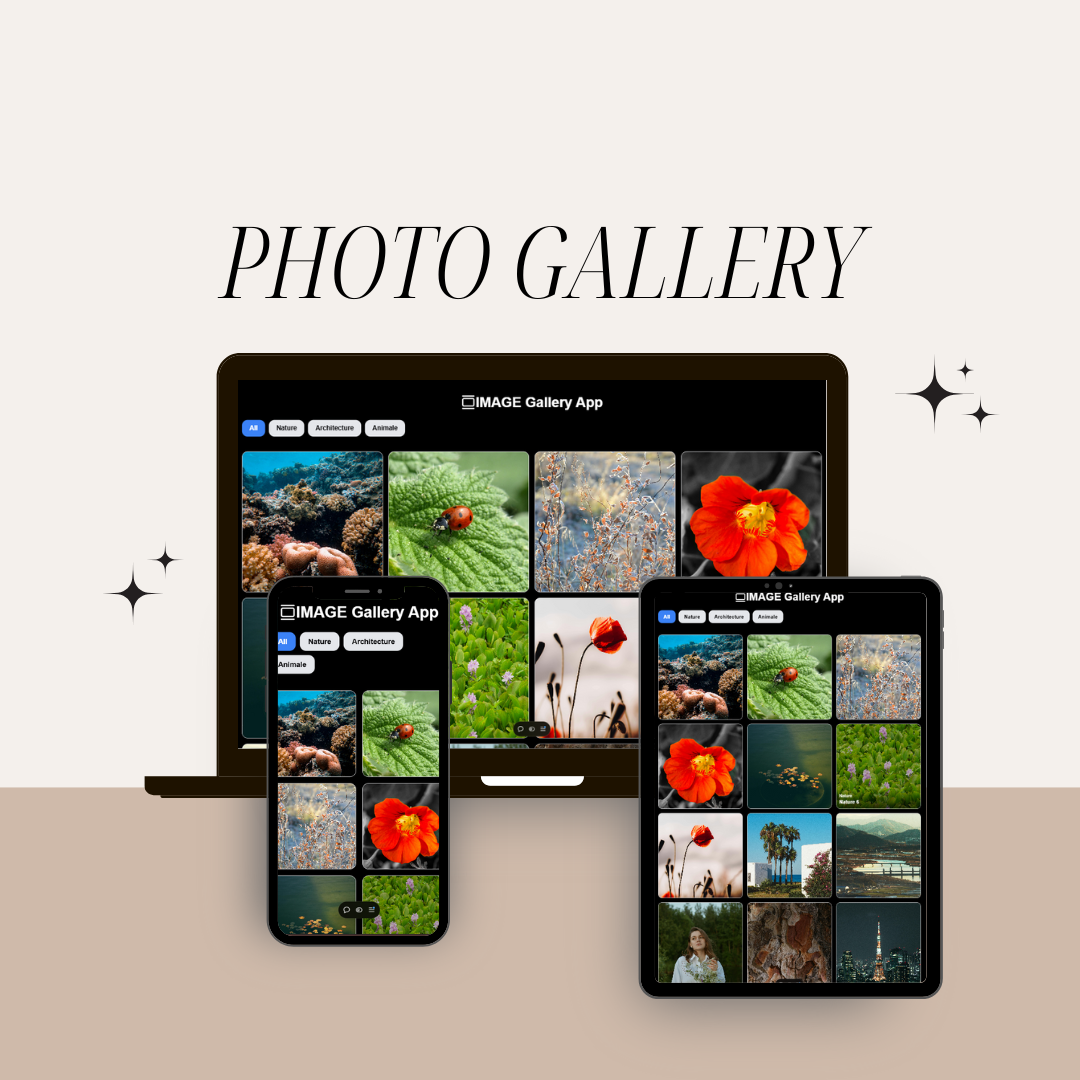 PHOTO GALLERY
IMAGE Gallery App
All Nature Architecture Animale
IMAGE Gallery App
All Nature Architecture
Animale
IMAGE Gallery App
All Nature Architecture Animale
Nature
Nature 6